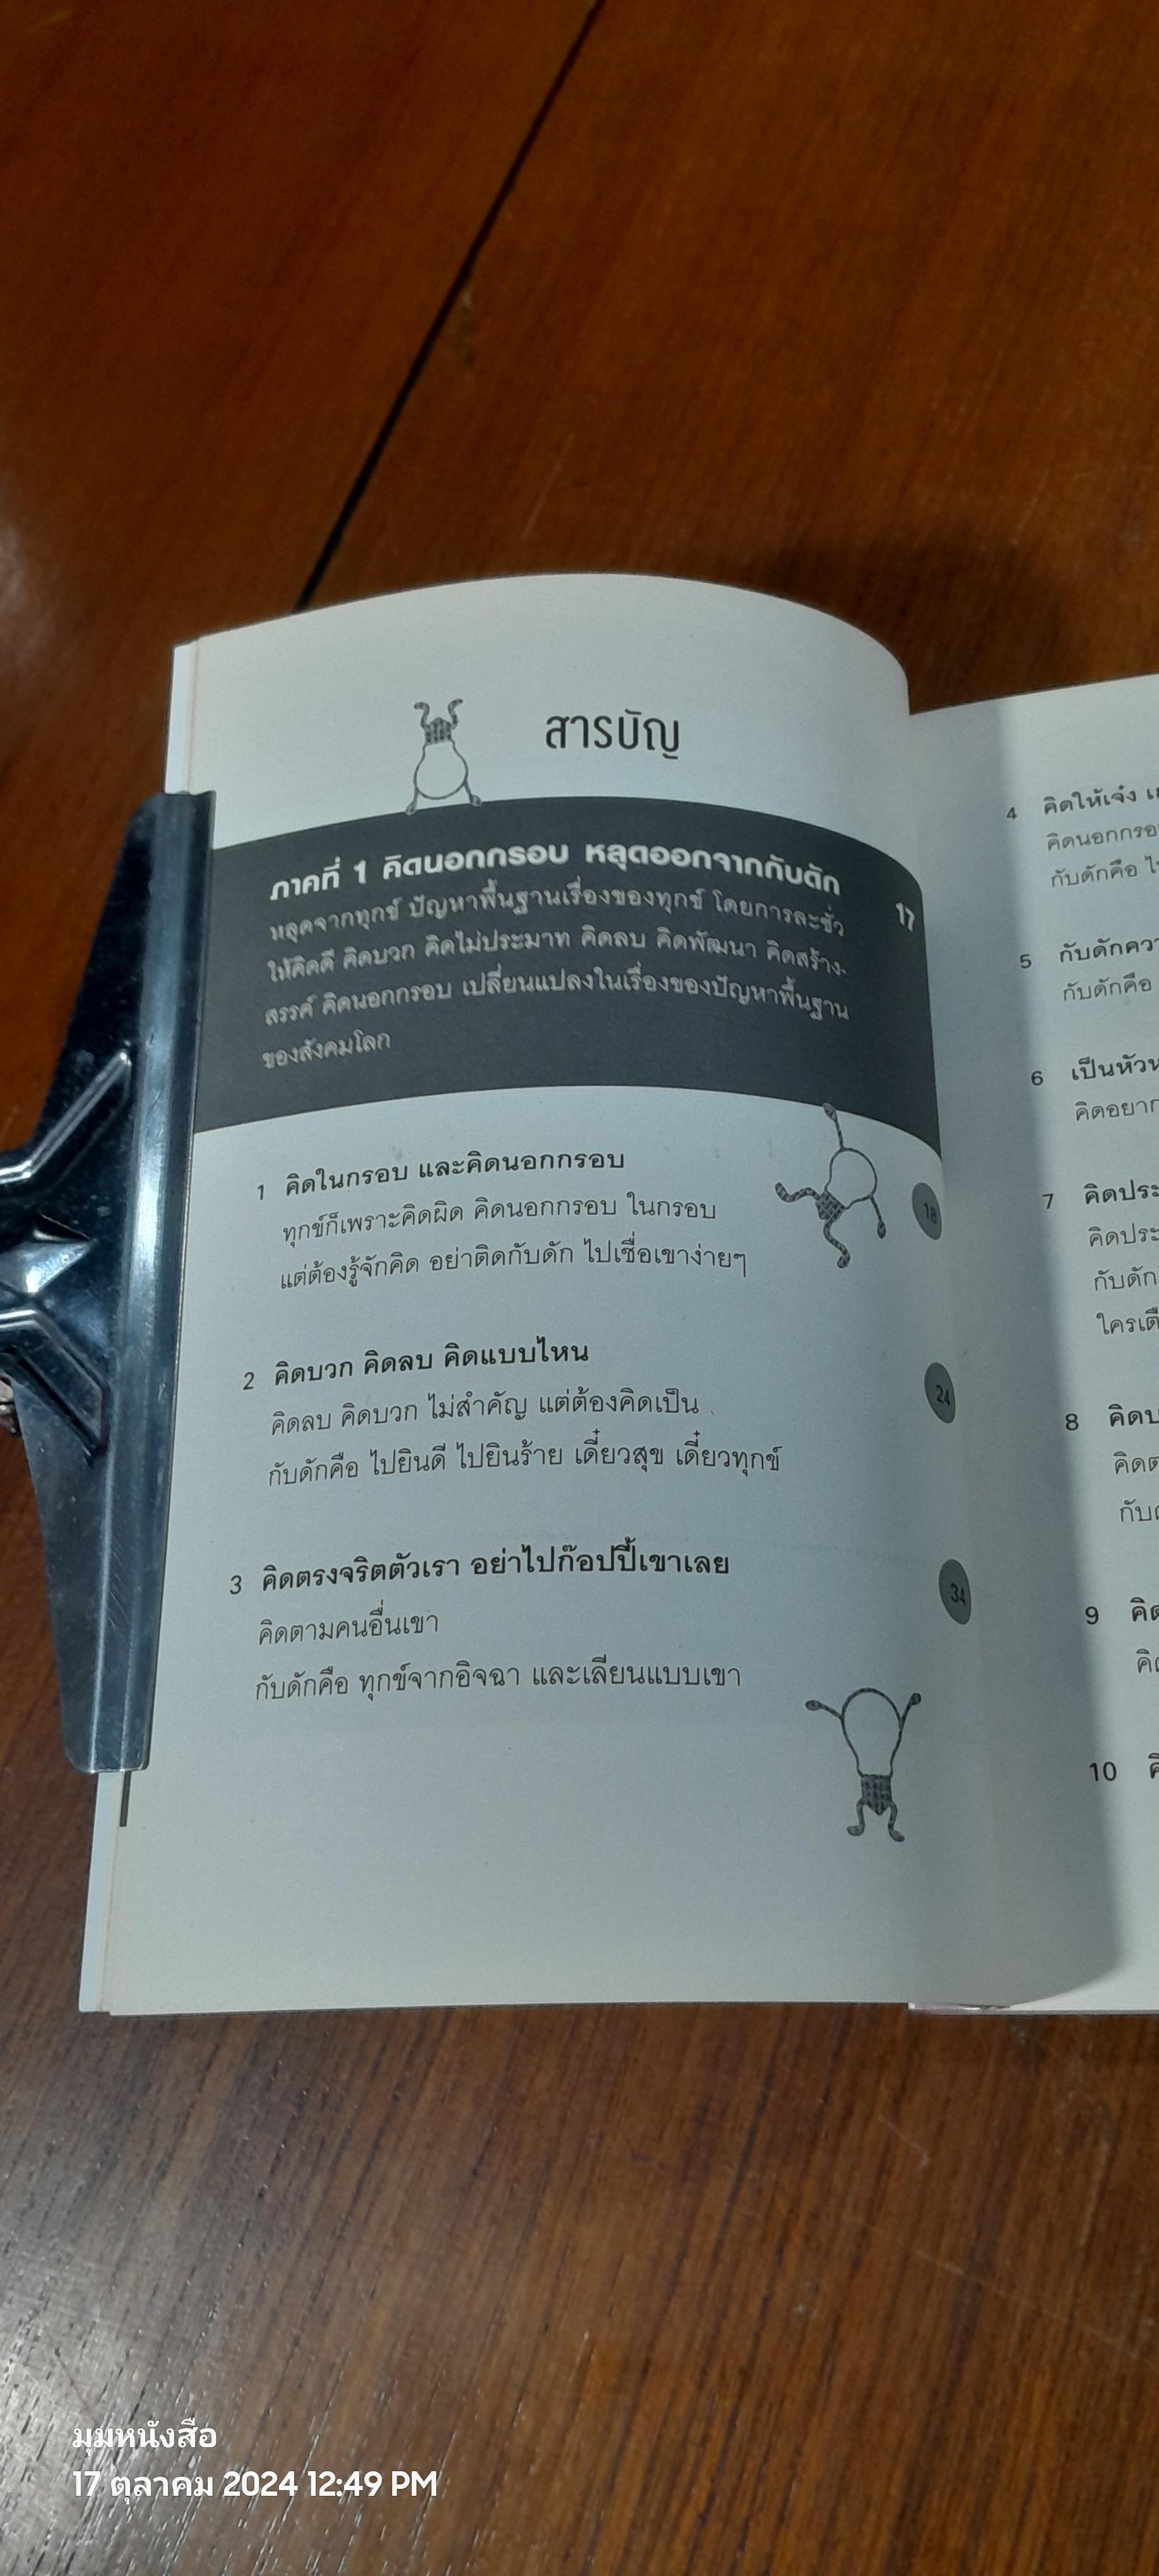 สารบัญ
ภาคที่ 1 คิดนอกกรอบ หลุดออกจากกับดัก
17
หลุดจากทุกข์ ปัญหาพื้นฐานเรื่องของทุกข์ โดยการละชั่ว
ให้คิดดี คิดบวก คิดไม่ประมาท คิดลบ คิดพัฒนา คิดสร้าง-
สรรค์ คิดนอกกรอบ เปลี่ยนแปลงในเรื่องของปัญหาพื้นฐาน
ของสังคมโลก
1 คิดในกรอบ และคิดนอกกรอบ
18
ทุกข์ก็เพราะคิดผิด คิดนอกกรอบ ในกรอบ
แต่ต้องรู้จักคิด อย่าติดกับดัก ไปเชื่อเขาง่ายๆ
2 คิดบวก คิดลบ คิดแบบไหน
24
คิดลบ คิดบวก ไม่สำคัญ แต่ต้องคิดเป็น
กับดักคือ ไปยินดี ไปยินร้าย เดี๋ยวสุข เดี๋ยวทุกข์
3 คิดตรงจริตตัวเรา อย่าไปก๊อปปี้เขาเลย
34
คิดตามคนอื่นเขา
กับดักคือ ทุกข์จากอิจฉา และเลียนแบบเขา
4 คิดให้เจ๋ง
คิดนอกกรอ
กับดักคือ
5 กับดักควา
กับดักคือ
6 เป็นหัวห
คิดอยาก
7 คิดประ
คิดประ
กับดัก
ใครเดื
8 คิดบ
คิดต
กับ
9 คิด
คิด
10
มุมหนังสือ
17 ตุลาคม 2024 12:49 PM